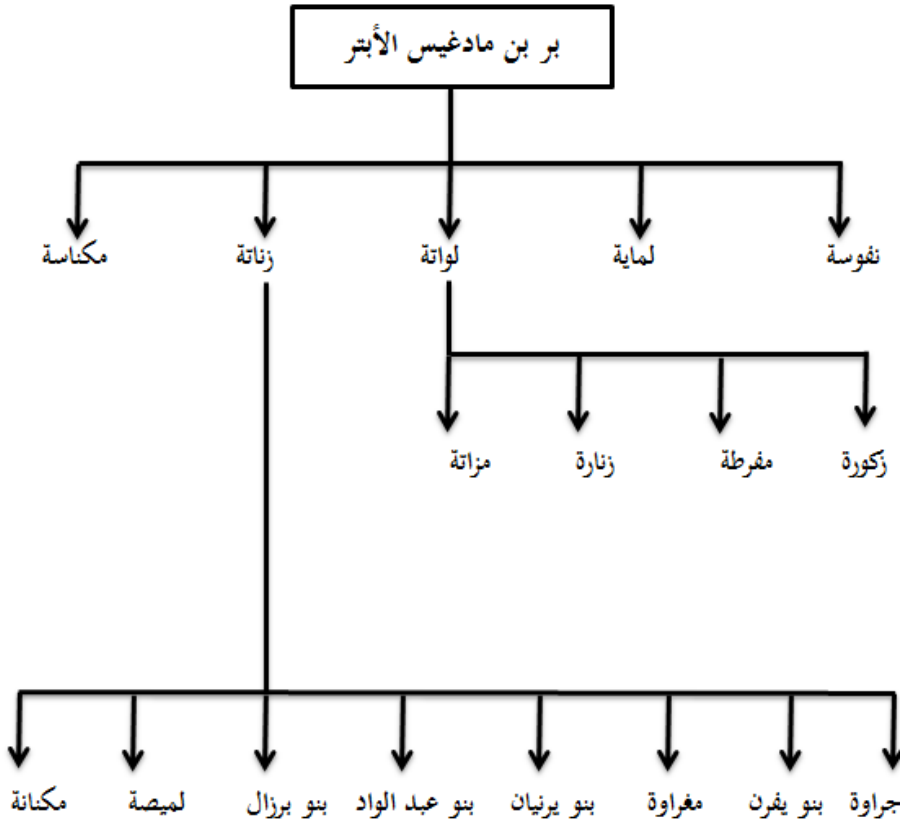 بر بن مادغيس الأبتر
نفوسة لماية لواتة زناتة مكناسة
زكورة مفرطة زنارة مزاتة
جراوة بنو يفرن مغراوة بنو يرنيان بنو عبد الواد بنو برزال لميصة مكنانة